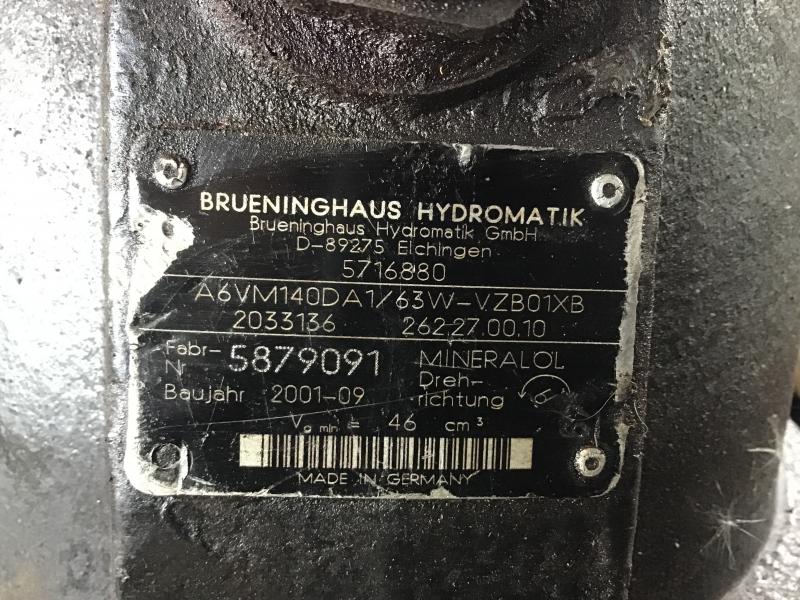 BRUENINGHAUS HYDROMATIK
Brueninghaus Hydromatik GmbH
D-89275 Elchingen
5716880
A6VM140DA1/63W-VZB01XB
2033136 262.27.00.10
Fabr-Nr 5879091 MINERALÖL
Baujahr 2001-09 Dreh-richtung
Vg min = 46 cm³
MADE IN GERMANY